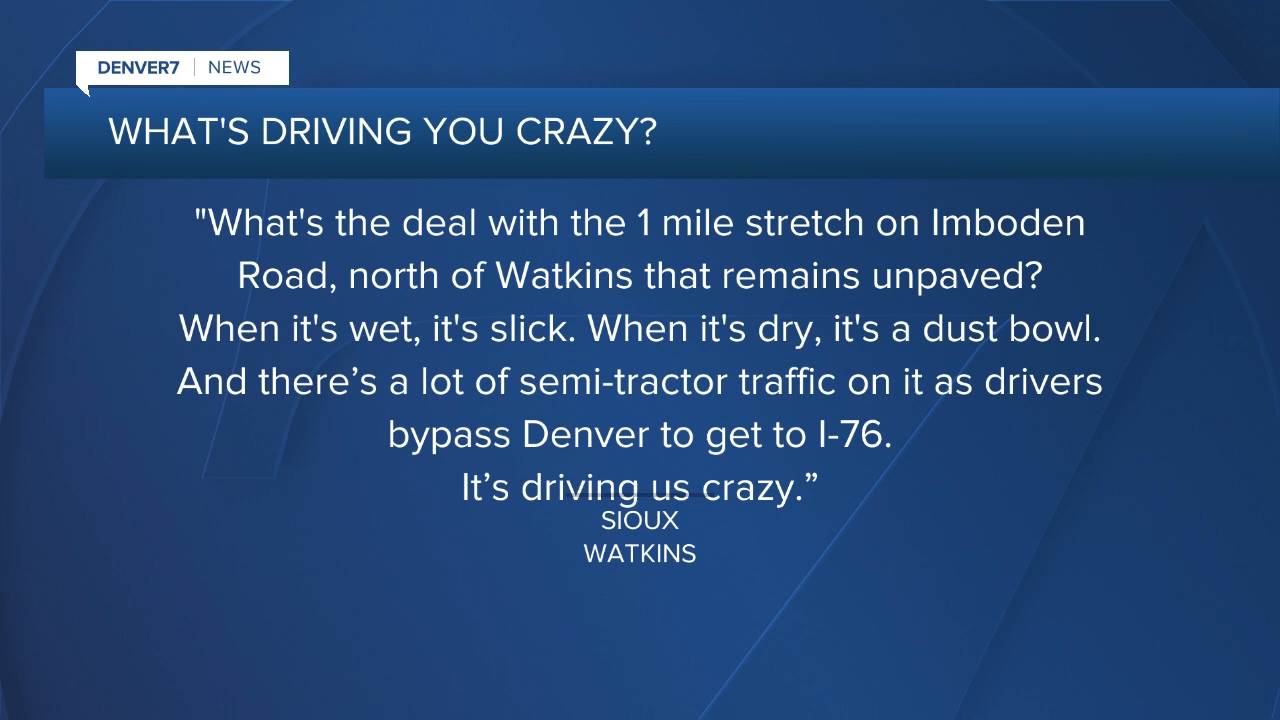 DENVER7 | NEWS
WHAT'S DRIVING YOU CRAZY?
"What's the deal with the 1 mile stretch on Imboden
Road, north of Watkins that remains unpaved?
When it's wet, it's slick. When it's dry, it's a dust bowl.
And there’s a lot of semi-tractor traffic on it as drivers
bypass Denver to get to I-76.
It’s driving us crazy.”
SIOUX
WATKINS